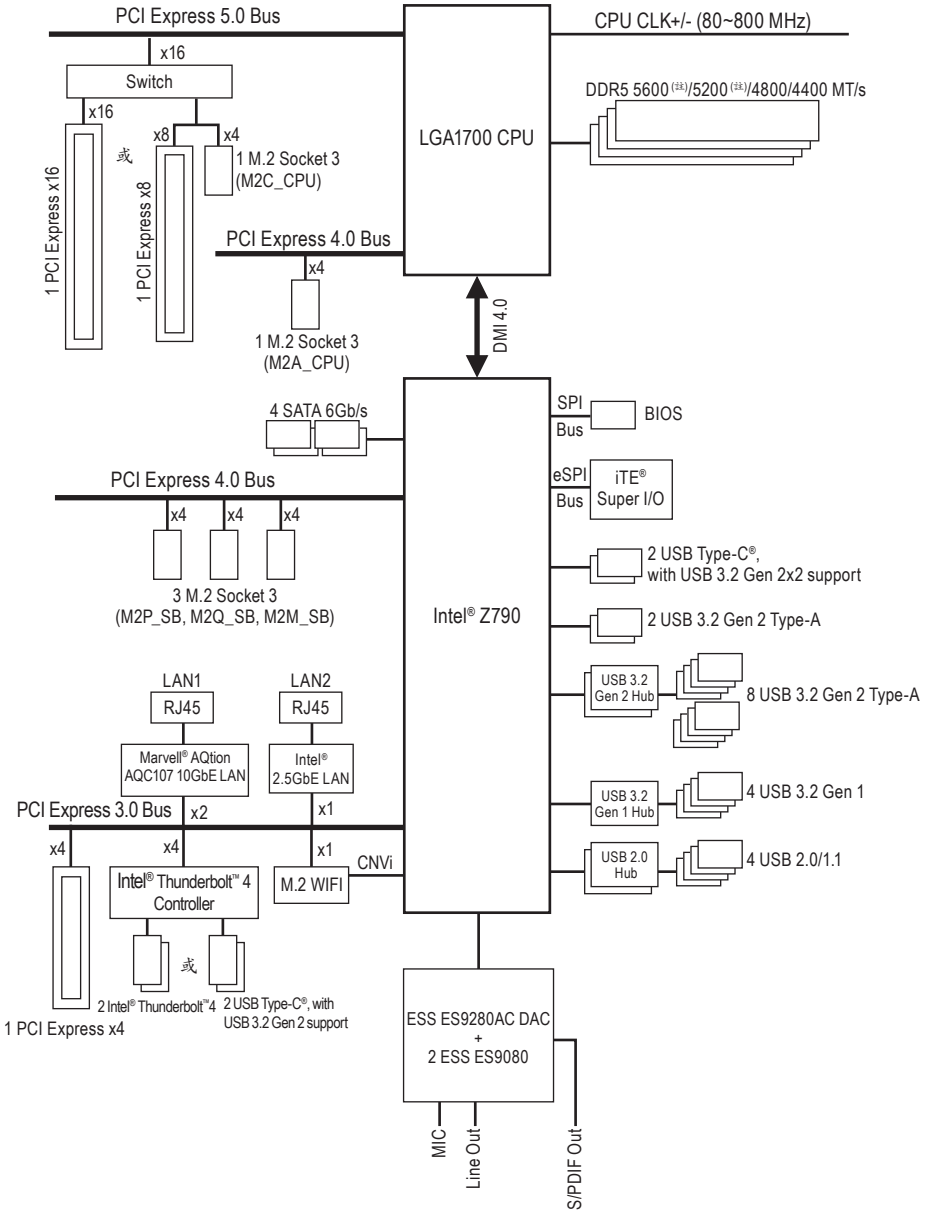 PCI Express 5.0 Bus
CPU CLK+/- (80~800 MHz)
x16
Switch
DDR5 5600 (註)/5200 (註)/4800/4400 MT/s
x16
x8
x4
LGA1700 CPU
或
1 M.2 Socket 3
(M2C_CPU)
1 PCI Express x16
1 PCI Express x8
PCI Express 4.0 Bus
x4
1 M.2 Socket 3
(M2A_CPU)
DMI 4.0
4 SATA 6Gb/s
SPI
Bus
BIOS
PCI Express 4.0 Bus
eSPI
Bus
iTE®
Super I/O
x4
x4
x4
3 M.2 Socket 3
(M2P_SB, M2Q_SB, M2M_SB)
2 USB Type-C®,
with USB 3.2 Gen 2x2 support
Intel® Z790
2 USB 3.2 Gen 2 Type-A
LAN1
LAN2
RJ45
RJ45
USB 3.2
Gen 2 Hub
8 USB 3.2 Gen 2 Type-A
Marvell® AQtion
AQC107 10GbE LAN
Intel®
2.5GbE LAN
PCI Express 3.0 Bus
x2
x1
USB 3.2
Gen 1 Hub
4 USB 3.2 Gen 1
x4
x4
x1
CNVi
USB 2.0
Hub
4 USB 2.0/1.1
Intel® Thunderbolt™ 4
Controller
M.2 WIFI
或
2 Intel® Thunderbolt™4
2 USB Type-C®, with
USB 3.2 Gen 2 support
1 PCI Express x4
ESS ES9280AC DAC
+
2 ESS ES9080
MIC
Line Out
S/PDIF Out